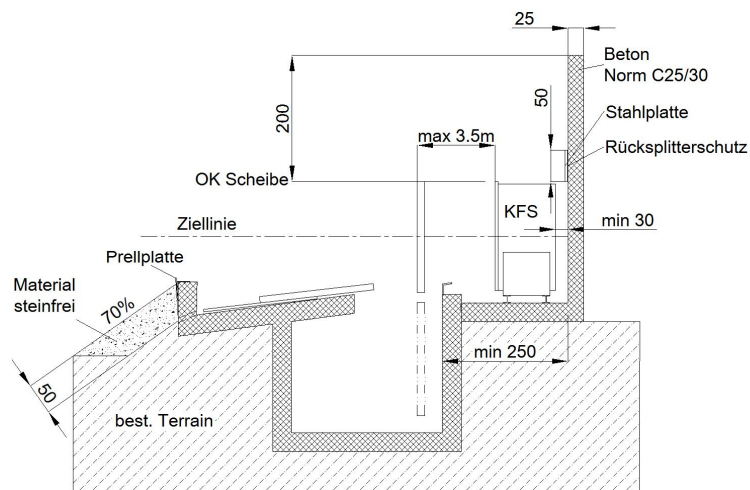 25
Beton
Norm C25/30
50
Stahlplatte
200
max 3.5m
Rücksplitterschutz
OK Scheibe
KFS
Ziellinie
min 30
Prellplatte
Material
steinfrei
70%
min 250
50
best. Terrain